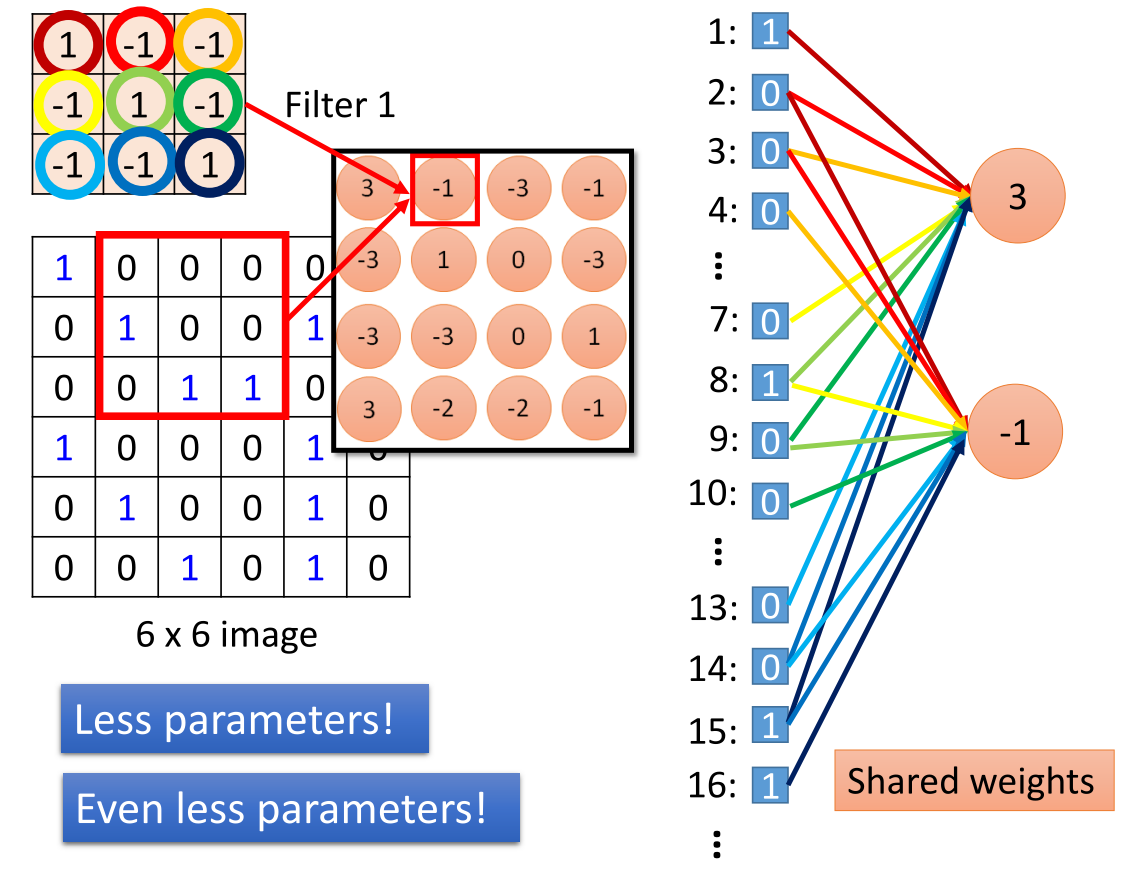 1 -1 -1
-1 1 -1
-1 -1 1
Filter 1
3 -1 -3 -1
-3 1 0 -3
-3 -3 0 1
3 -2 -2 -1
1 0 0 0 0
0 1 0 0 1
0 0 1 1 0
1 0 0 0 1
0 1 0 0 1 0
0 0 1 0 1 0
6 x 6 image
Less parameters!
Even less parameters!
1: 1
2: 0
3: 0
4: 0
⋮
7: 0
8: 1
9: 0
10: 0
⋮
13: 0
14: 0
15: 1
16: 1
⋮
3
-1
Shared weights